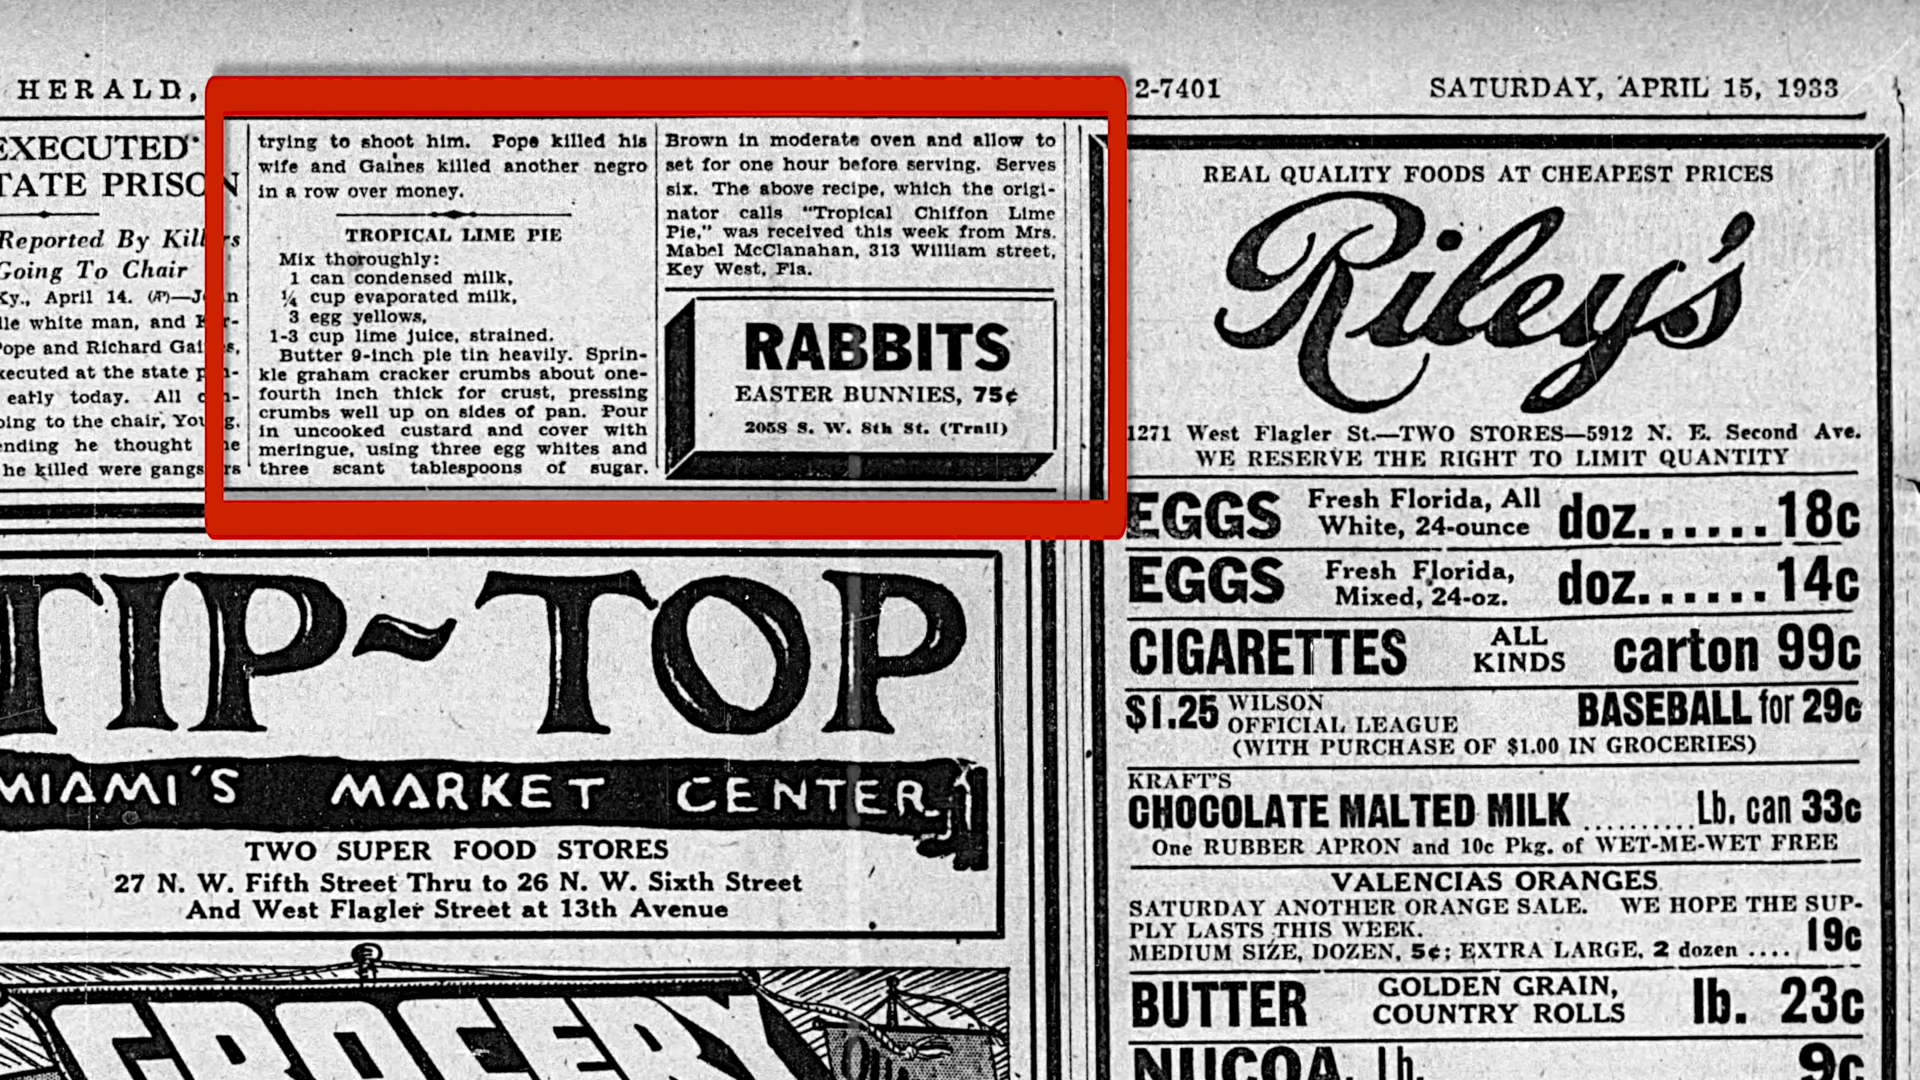 HERALD,
2-7401
SATURDAY, APRIL 15, 1933
EXECUTED
TATE PRISON
Reported By Killers
Going To Chair
Ky., April 14. (AP)—John
lle white man, and
Pope and Richard Gaines,
xecuted at the state
early today. All
oing to the chair, Young,
ending he thought
he killed were gangsters
trying to shoot him. Pope killed his
wife and Gaines killed another negro
in a row over money.
TROPICAL LIME PIE
Mix thoroughly:
1 can condensed milk,
¼ cup evaporated milk,
3 egg yellows,
1-3 cup lime juice, strained.
Butter 9-inch pie tin heavily. Sprin-
kle graham cracker crumbs about one-
fourth inch thick for crust, pressing
crumbs well up on sides of pan. Pour
in uncooked custard and cover with
meringue, using three egg whites and
three scant tablespoons of sugar.
Brown in moderate oven and allow to
set for one hour before serving. Serves
six. The above recipe, which the origi-
nator calls "Tropical Chiffon Lime
Pie," was received this week from Mrs.
Mabel McClanahan, 313 William street,
Key West, Fla.
RABBITS
EASTER BUNNIES, 75¢
2058 S. W. 8th St. (Trail)
TIP~TOP
MIAMI'S MARKET CENTER
TWO SUPER FOOD STORES
27 N. W. Fifth Street Thru to 26 N. W. Sixth Street
And West Flagler Street at 13th Avenue
GROCERY
REAL QUALITY FOODS AT CHEAPEST PRICES
Riley's
1271 West Flagler St.—TWO STORES—5912 N. E. Second Ave.
WE RESERVE THE RIGHT TO LIMIT QUANTITY
EGGS Fresh Florida, All White, 24-ounce doz......18c
EGGS Fresh Florida, Mixed, 24-oz. doz......14c
CIGARETTES ALL KINDS carton 99c
$1.25 WILSON OFFICIAL LEAGUE BASEBALL for 29c
(WITH PURCHASE OF $1.00 IN GROCERIES)
KRAFT'S
CHOCOLATE MALTED MILK .......... Lb. can 33c
One RUBBER APRON and 10c Pkg. of WET-ME-WET FREE
VALENCIAS ORANGES
SATURDAY ANOTHER ORANGE SALE. WE HOPE THE SUP-
PLY LASTS THIS WEEK.
MEDIUM SIZE, DOZEN, 5¢; EXTRA LARGE, 2 dozen .... 19c
BUTTER GOLDEN GRAIN, COUNTRY ROLLS lb. 23c
NUCOA, lb. 9c